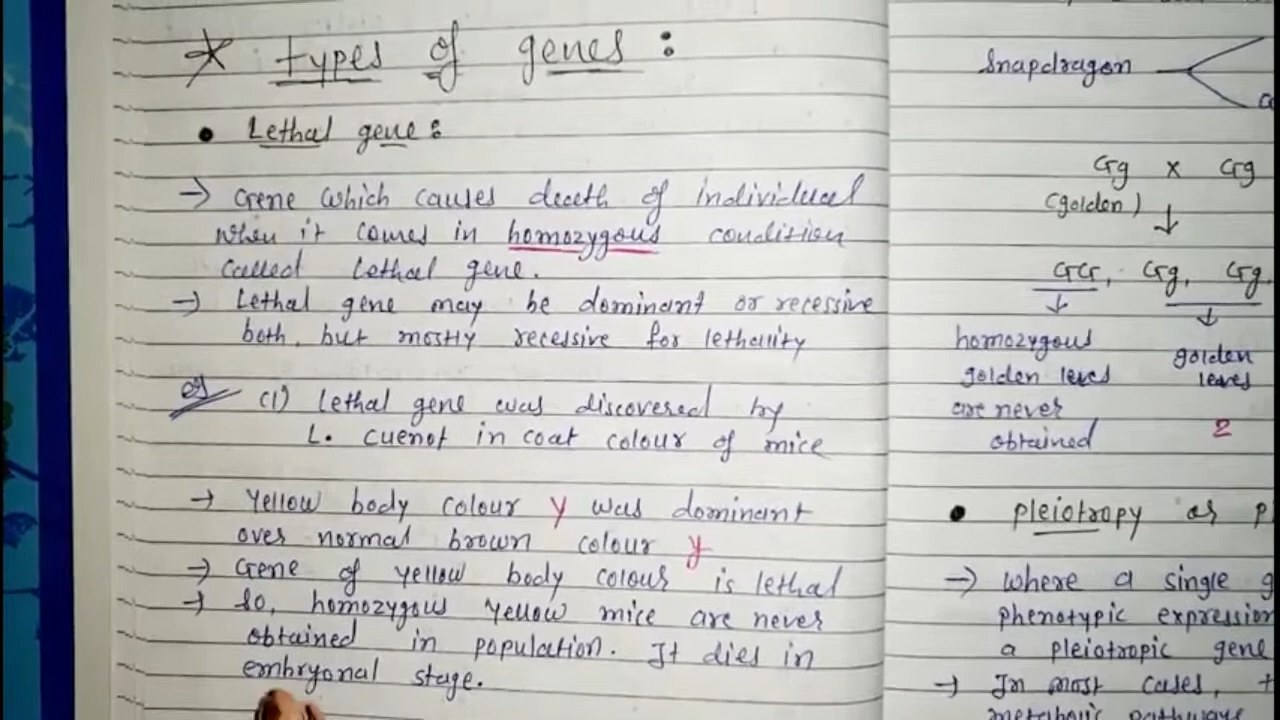 * types of genes :
• Lethal gene :
→ Gene which causes death of individual
when it comes in homozygous condition
called lethal gene.
→ Lethal gene may be dominant or recessive
both, but mostly recessive for lethality
eg (1) lethal gene was discovered by
L. cuenot in coat colour of mice
→ Yellow body colour Y was dominant
over normal brown colour y
→ Gene of yellow body colour is lethal
→ So, homozygous yellow mice are never
obtained in population. It dies in
embryonal stage.
Snapdragon
Gg x Gg
(golden) ↓
GG, Gg, Gg,
↓ ↓
homozygous golden
golden leves leaves
are never
obtained 2
• pleiotropy or P
→ Where a single g
phenotypic expression
a pleiotropic gene
→ In most cases, t
metabolic pathways